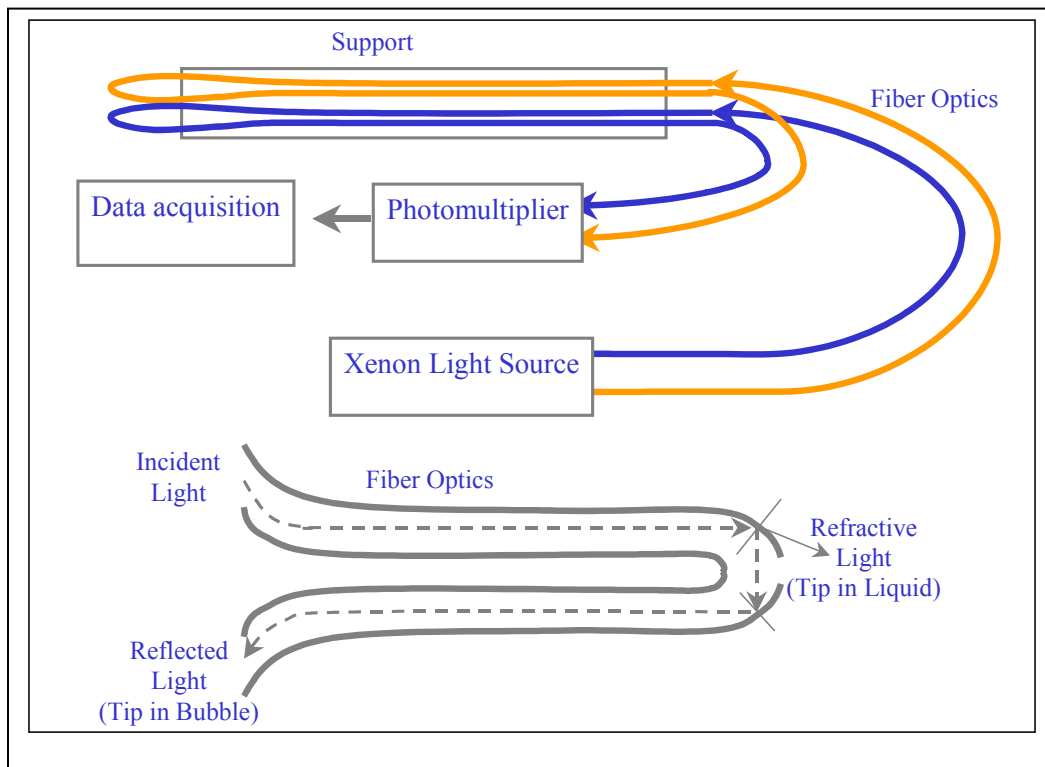 Support
Fiber Optics
Data acquisition
Photomultiplier
Xenon Light Source
Incident
Light
Fiber Optics
Refractive
Light
(Tip in Liquid)
Reflected
Light
(Tip in Bubble)